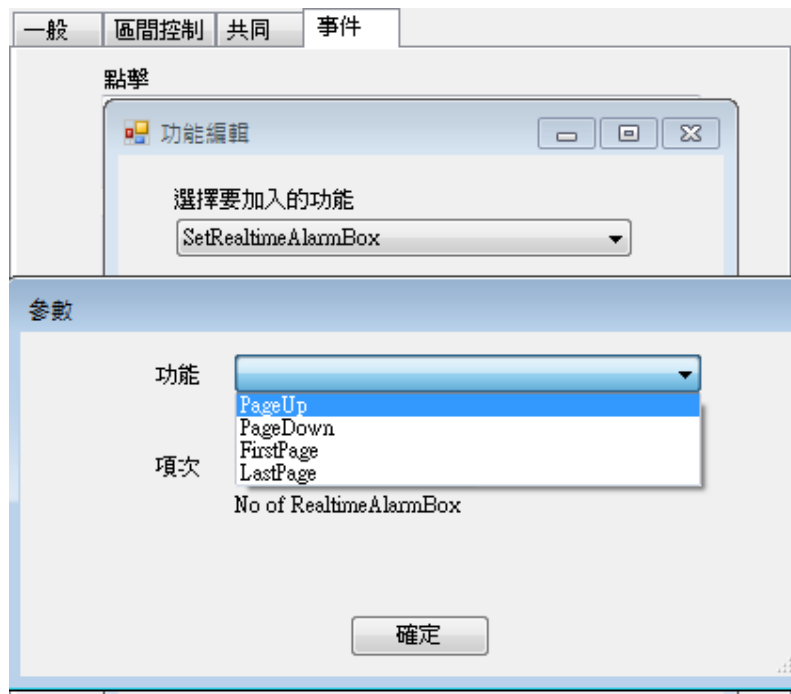 一般 區間控制 共同 事件
點擊
功能編輯
選擇要加入的功能
SetRealtimeAlarmBox
參數
功能
PageUp
PageDown
FirstPage
項次
LastPage
No of RealtimeAlarmBox
確定